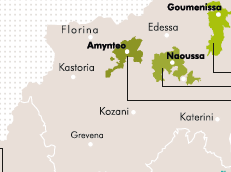 Goumenissa
Florina
Edessa
Amynteo
Naoussa
Kastoria
Kozani
Katerini
Grevena